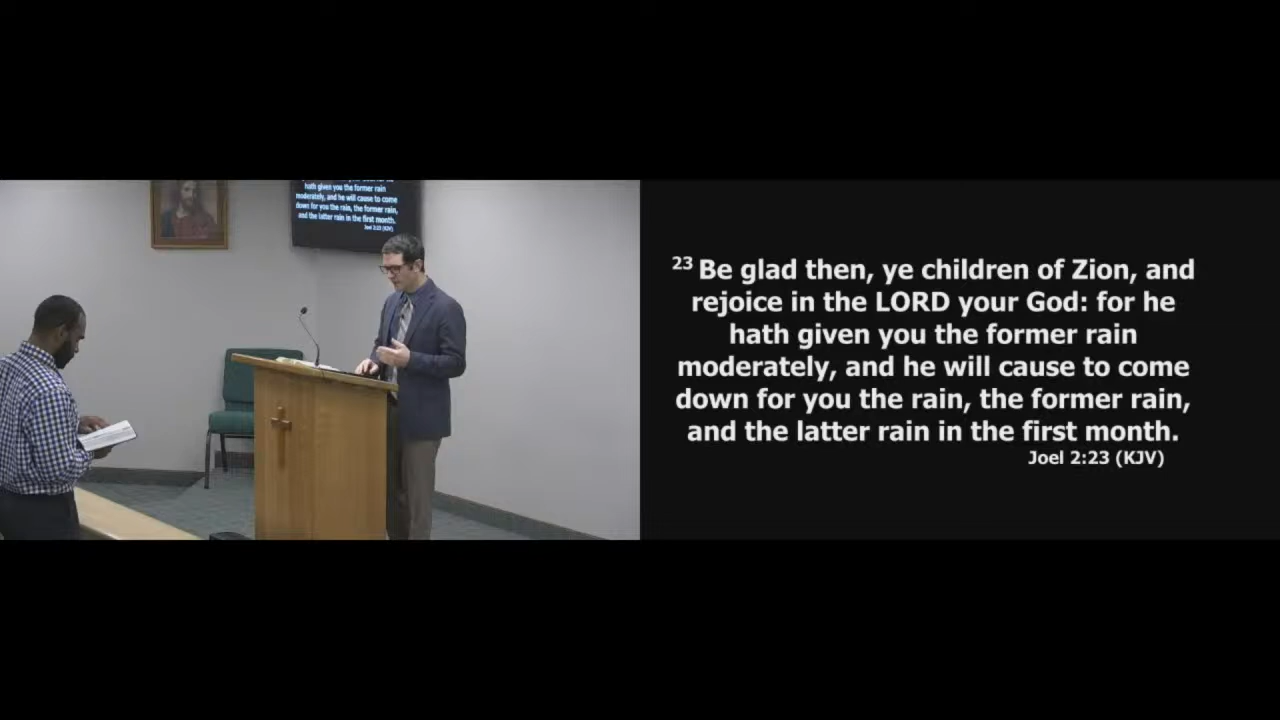 hath given you the former rain
moderately, and he will cause to come
down for you the rain, the former rain,
and the latter rain in the first month.
Joel 2:23 (KJV)
23 Be glad then, ye children of Zion, and
rejoice in the LORD your God: for he
hath given you the former rain
moderately, and he will cause to come
down for you the rain, the former rain,
and the latter rain in the first month.
Joel 2:23 (KJV)